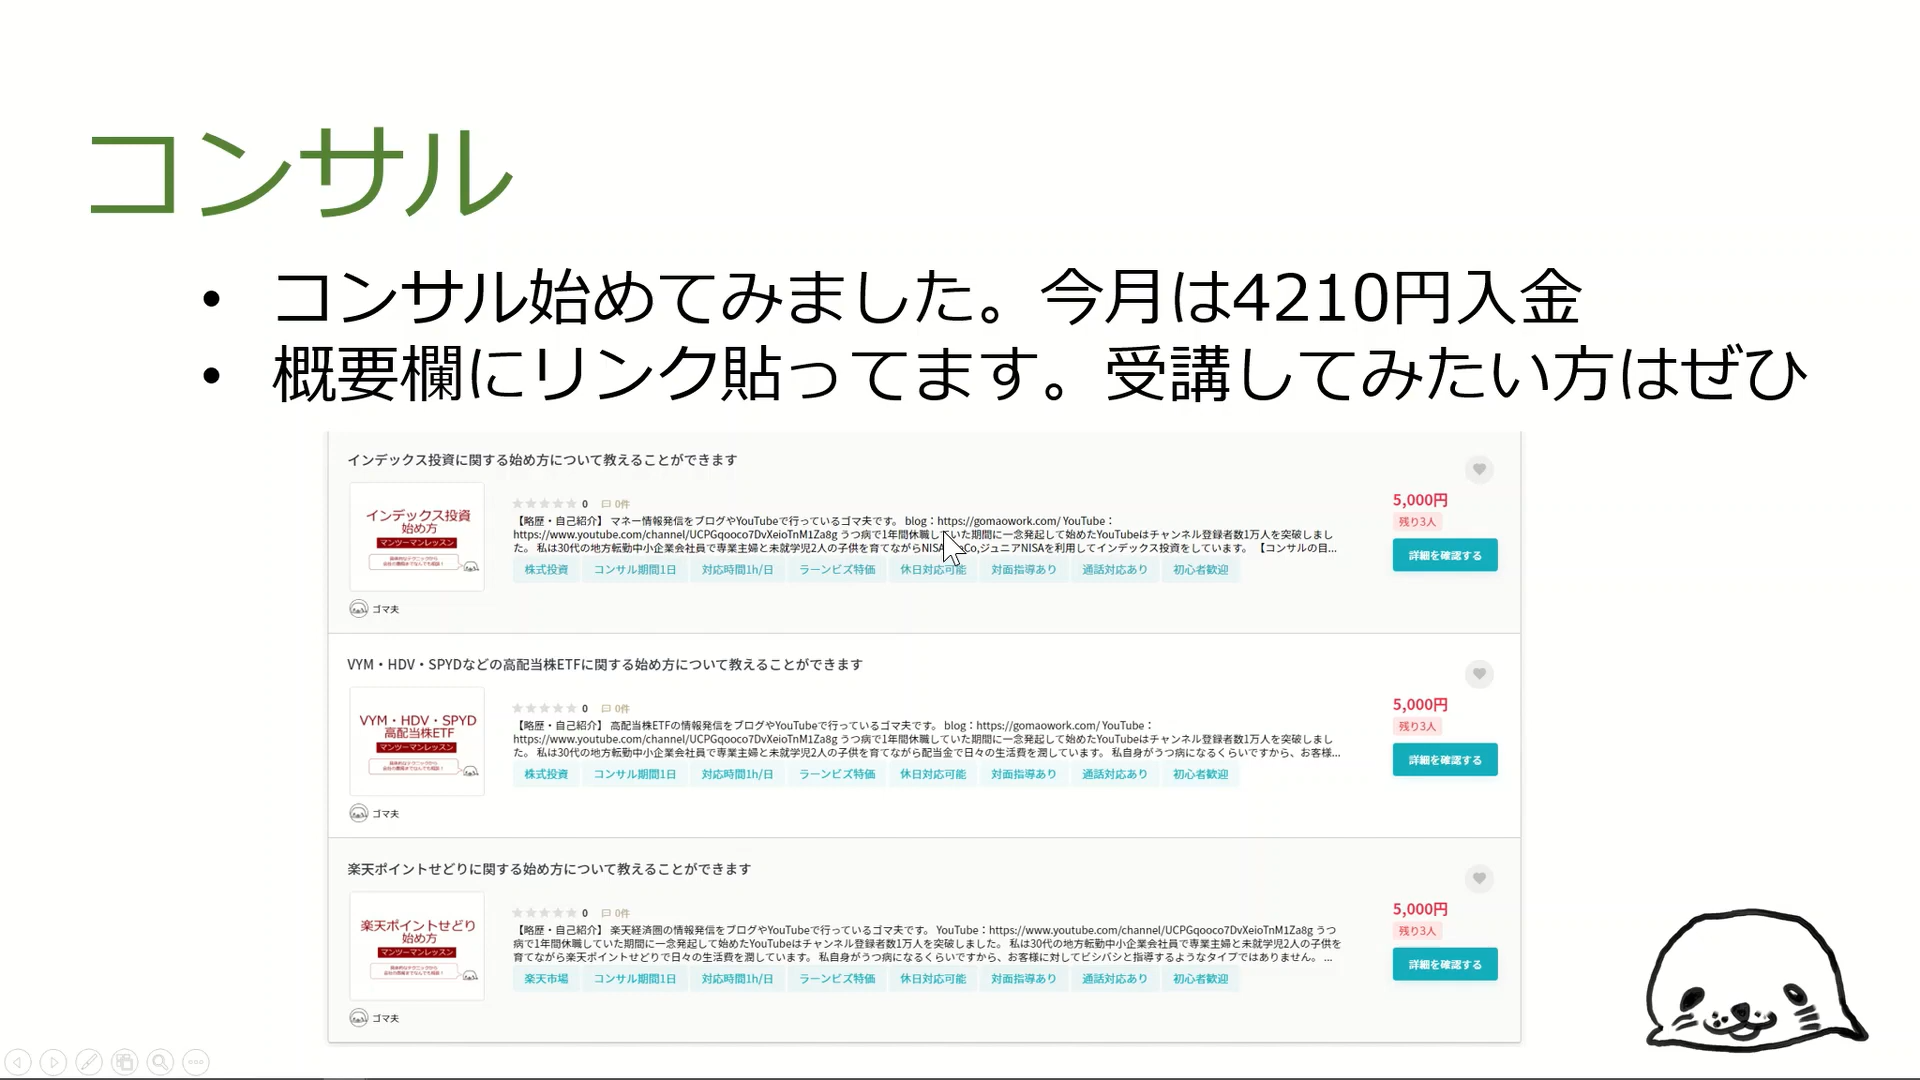 コンサル
• コンサル始めてみました。今月は4210円入金
• 概要欄にリンク貼ってます。受講してみたい方はぜひ
インデックス投資に関する始め方について教えることができます
インデックス投資
始め方
マンツーマンレッスン
0 0件
【略歴・自己紹介】 マネー情報発信をブログやYouTubeで行っているゴマ夫です。 blog：https://gomaowork.com/ YouTube：
https://www.youtube.com/channel/UCPGqooco7DvXeioTnM1Za8g うつ病で1年間休職していた期間に一念発起して始めたYouTubeはチャンネル登録者数1万人を突破しまし
た。 私は30代の地方転勤中小企業会社員で専業主婦と未就学児2人の子供を育てながらNISA Co,ジュニアNISAを利用してインデックス投資をしています。 【コンサルの目...
株式投資 コンサル期間1日 対応時間1h/日 ラーンビズ特価 休日対応可能 対面指導あり 通話対応あり 初心者歓迎
5,000円
残り3人
詳細を確認する
ゴマ夫
VYM・HDV・SPYDなどの高配当株ETFに関する始め方について教えることができます
VYM・HDV・SPYD
高配当株ETF
マンツーマンレッスン
0 0件
【略歴・自己紹介】 高配当株ETFの情報発信をブログやYouTubeで行っているゴマ夫です。 blog：https://gomaowork.com/ YouTube：
https://www.youtube.com/channel/UCPGqooco7DvXeioTnM1Za8g うつ病で1年間休職していた期間に一念発起して始めたYouTubeはチャンネル登録者数1万人を突破しまし
た。 私は30代の地方転勤中小企業会社員で専業主婦と未就学児2人の子供を育てながら配当金で日々の生活費を潤しています。 私自身がうつ病になるくらいですから、お客様...
株式投資 コンサル期間1日 対応時間1h/日 ラーンビズ特価 休日対応可能 対面指導あり 通話対応あり 初心者歓迎
5,000円
残り3人
詳細を確認する
ゴマ夫
楽天ポイントせどりに関する始め方について教えることができます
楽天ポイントせどり
始め方
マンツーマンレッスン
0 0件
【略歴・自己紹介】 楽天経済圏の情報発信をブログやYouTubeで行っているゴマ夫です。 YouTube：https://www.youtube.com/channel/UCPGqooco7DvXeioTnM1Za8g うつ
病で1年間休職していた期間に一念発起して始めたYouTubeはチャンネル登録者数1万人を突破しました。 私は30代の地方転勤中小企業会社員で専業主婦と未就学児2人の子供を
育てながら楽天ポイントせどりで日々の生活費を潤しています。 私自身がうつ病になるくらいですから、お客様に対してビシバシと指導するようなタイプではありません。 ...
楽天市場 コンサル期間1日 対応時間1h/日 ラーンビズ特価 休日対応可能 対面指導あり 通話対応あり 初心者歓迎
5,000円
残り3人
詳細を確認する
ゴマ夫